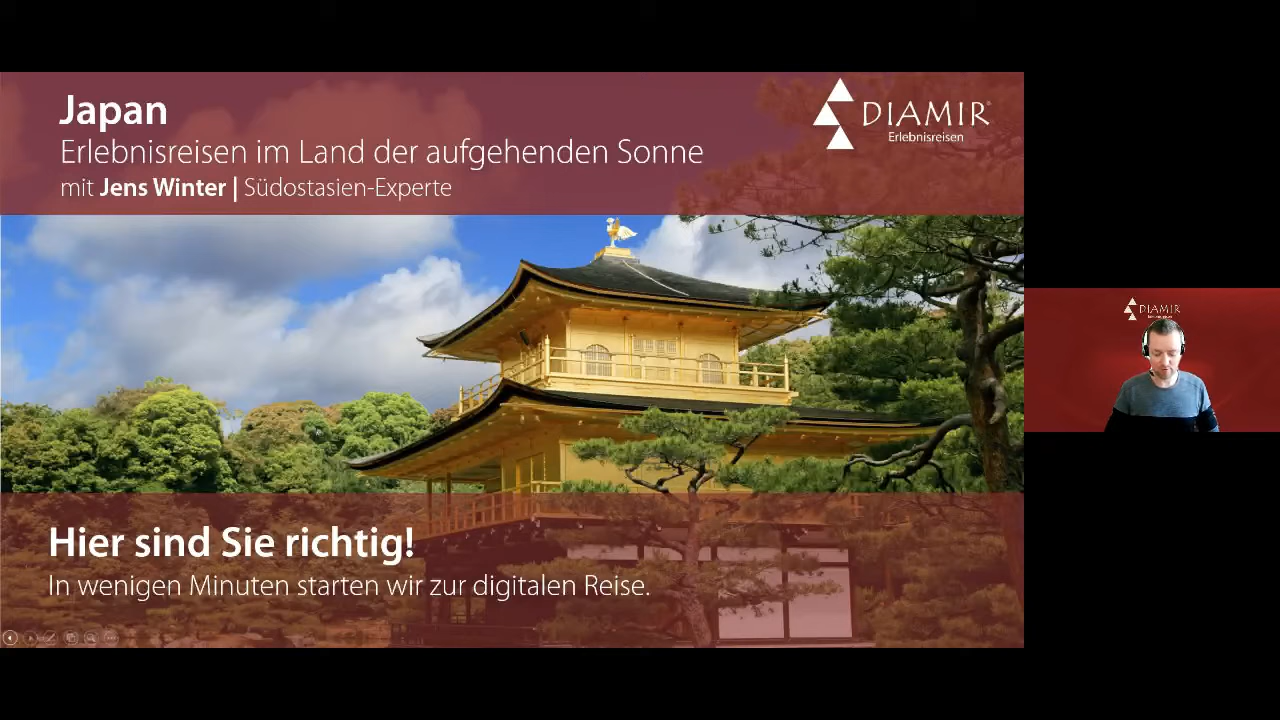 Japan
Erlebnisreisen im Land der aufgehenden Sonne
mit Jens Winter | Südostasien-Experte
DIAMIR®
Erlebnisreisen
DIAMIR
Hier sind Sie richtig!
In wenigen Minuten starten wir zur digitalen Reise.